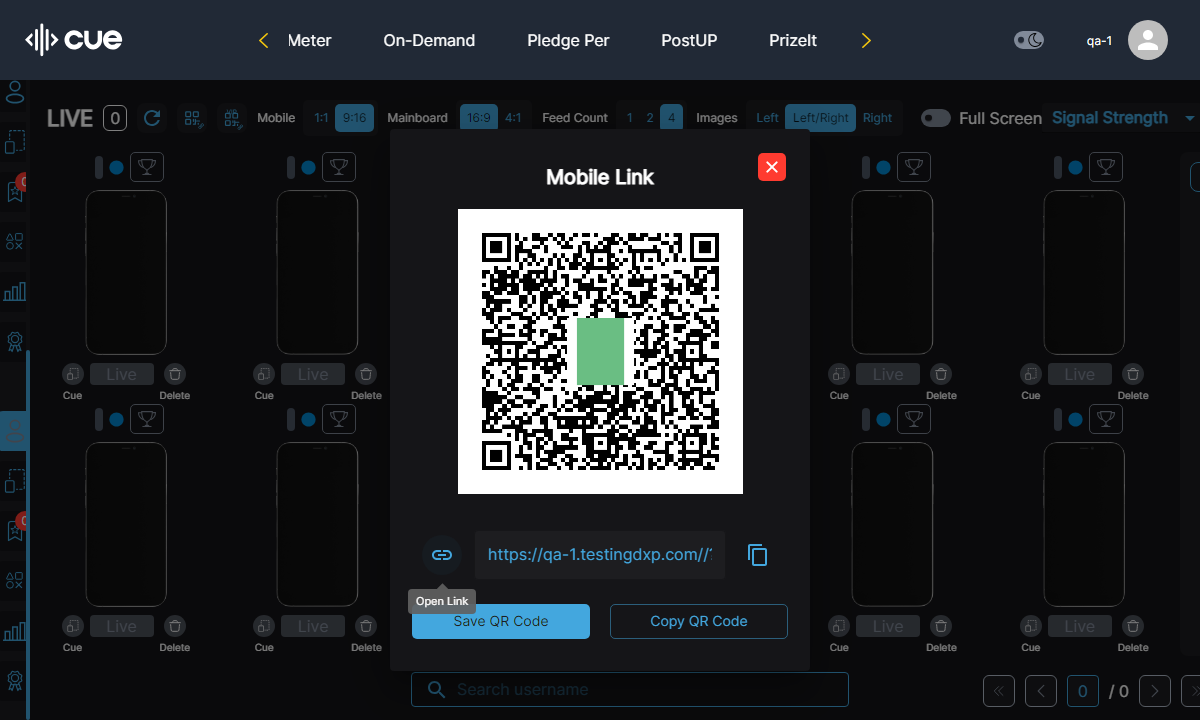 cue
Meter On-Demand Pledge Per PostUP PrizeIt
qa-1
LIVE 0 Mobile 1:1 9:16 Mainboard 16:9 4:1 Feed Count 1 2 4 Images Left Left/Right Right Full Screen Signal Strength
Mobile Link
Live Live Live Live
Cue Delete Cue Delete Cue Delete Cue Delete
https://qa-1.testingdxp.com//
Open Link
Save QR Code Copy QR Code
Live Live Live Live
Cue Delete Cue Delete Cue Delete Cue Delete
Search username
0 / 0